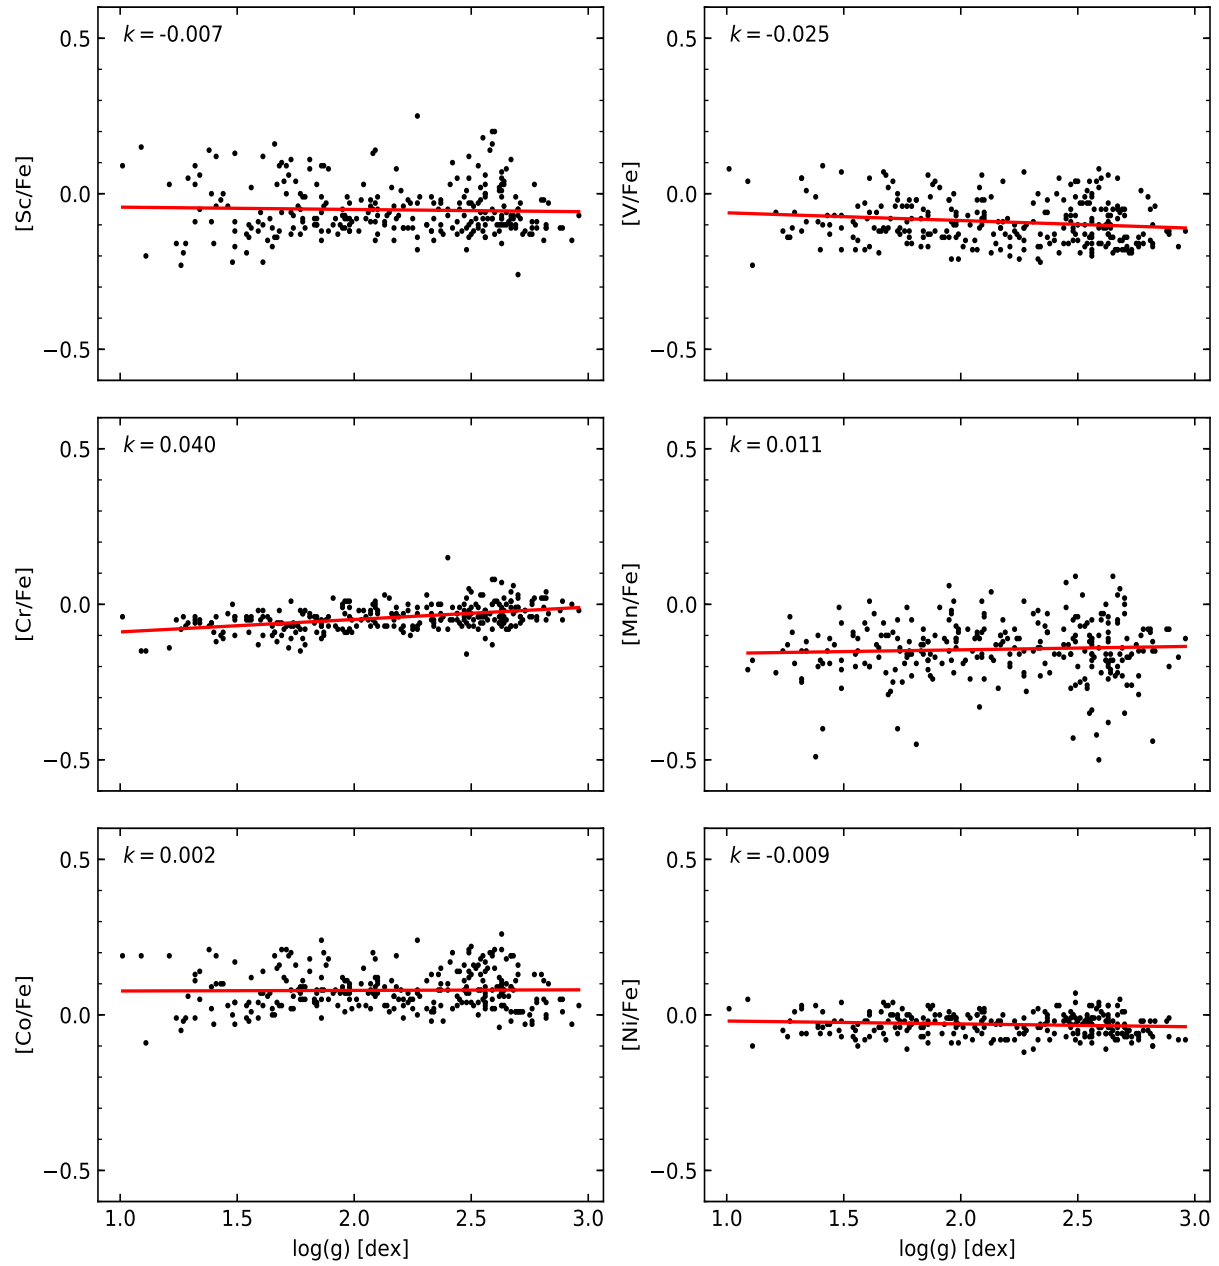 k = -0.007
0.5
0.0
−0.5
[Sc/Fe]
k = -0.025
0.5
0.0
−0.5
[V/Fe]
k = 0.040
0.5
0.0
−0.5
[Cr/Fe]
k = 0.011
0.5
0.0
−0.5
[Mn/Fe]
k = 0.002
0.5
0.0
−0.5
[Co/Fe]
1.0 1.5 2.0 2.5 3.0
log(g) [dex]
k = -0.009
0.5
0.0
−0.5
[Ni/Fe]
1.0 1.5 2.0 2.5 3.0
log(g) [dex]